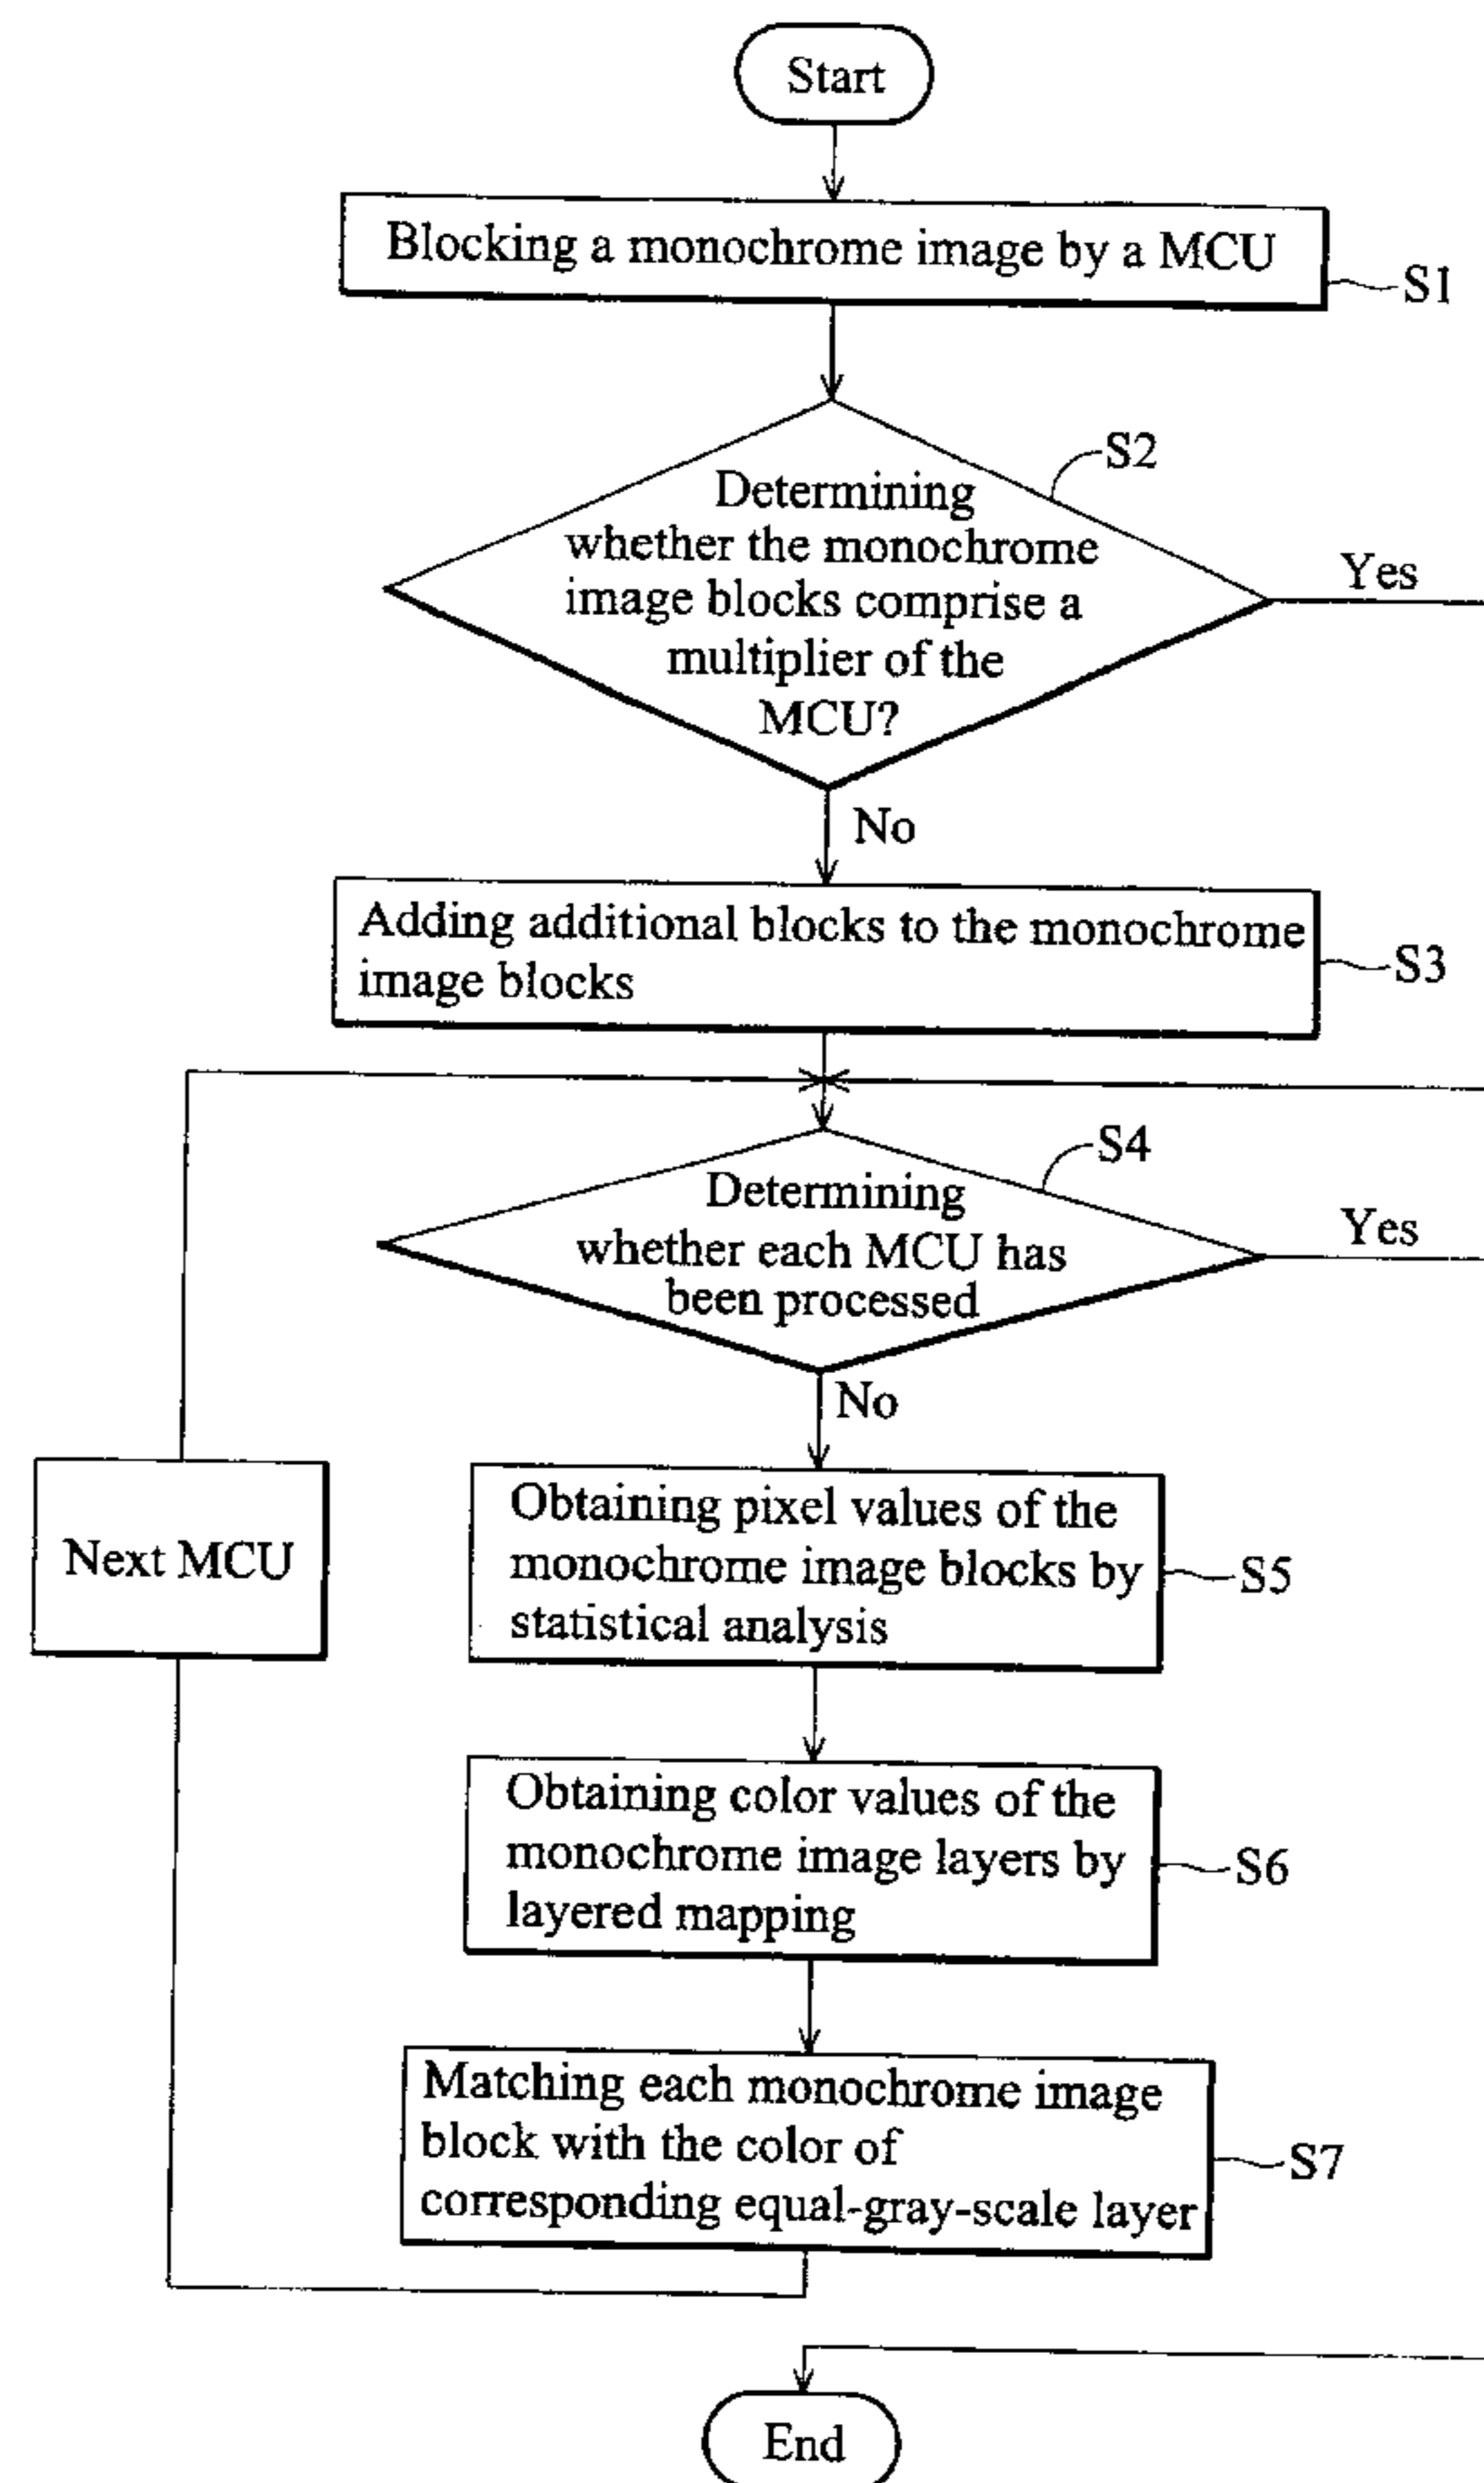 Start
Blocking a monochrome image by a MCU
S1
S2
Determining
whether the monochrome
image blocks comprise a
multiplier of the
MCU?
Yes
No
Adding additional blocks to the monochrome
image blocks
S3
S4
Determining
whether each MCU has
been processed
Yes
No
Next MCU
Obtaining pixel values of the
monochrome image blocks by
statistical analysis
S5
Obtaining color values of the
monochrome image layers by
layered mapping
S6
Matching each monochrome image
block with the color of
corresponding equal-gray-scale layer
S7
End